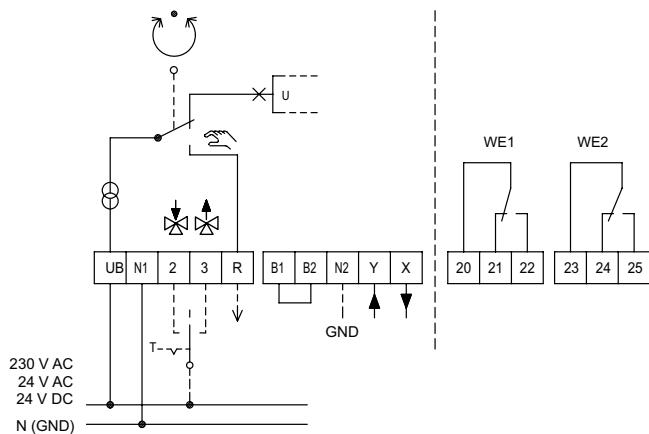 U
WE1 WE2
UB N1 2 3 R B1 B2 N2 Y X 20 21 22 23 24 25
GND
T
230 V AC
24 V AC
24 V DC
N (GND)